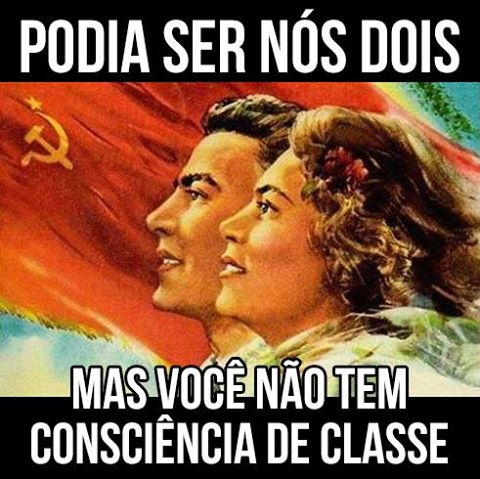 PODIA SER NÓS DOIS
MAS VOCÊ NÃO TEM
CONSCIÊNCIA DE CLASSE